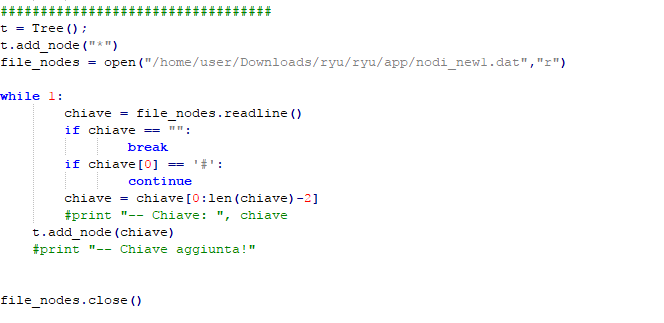 ##################################
t = Tree();
t.add_node("*")
file_nodes = open("/home/user/Downloads/ryu/ryu/app/nodi_new1.dat","r")
while 1:
chiave = file_nodes.readline()
if chiave == "":
break
if chiave[0] == '#':
continue
chiave = chiave[0:len(chiave)-2]
#print "-- Chiave: ", chiave
t.add_node(chiave)
#print "-- Chiave aggiunta!"
file_nodes.close()